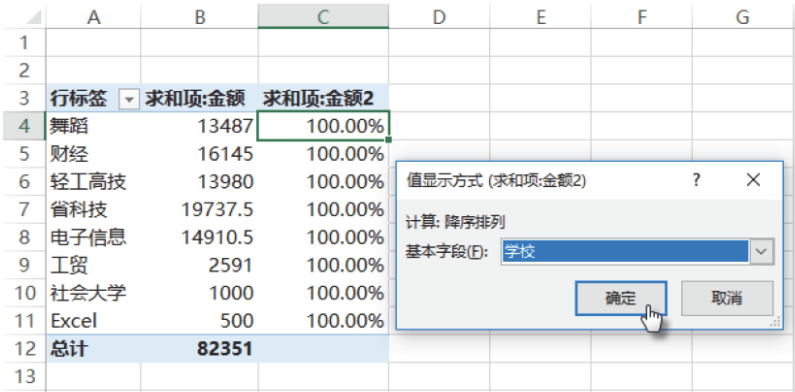 A B C D E F G
1
2
3 行标签 求和项:金额 求和项:金额2
4 舞蹈 13487 100.00%
5 财经 16145 100.00%
6 轻工高技 13980 100.00%
7 省科技 19737.5 100.00%
8 电子信息 14910.5 100.00%
9 工贸 2591 100.00%
10 社会大学 1000 100.00%
11 Excel 500 100.00%
12 总计 82351
13
值显示方式 (求和项:金额2) ?
计算: 降序排列
基本字段(F): 学校
确定 取消